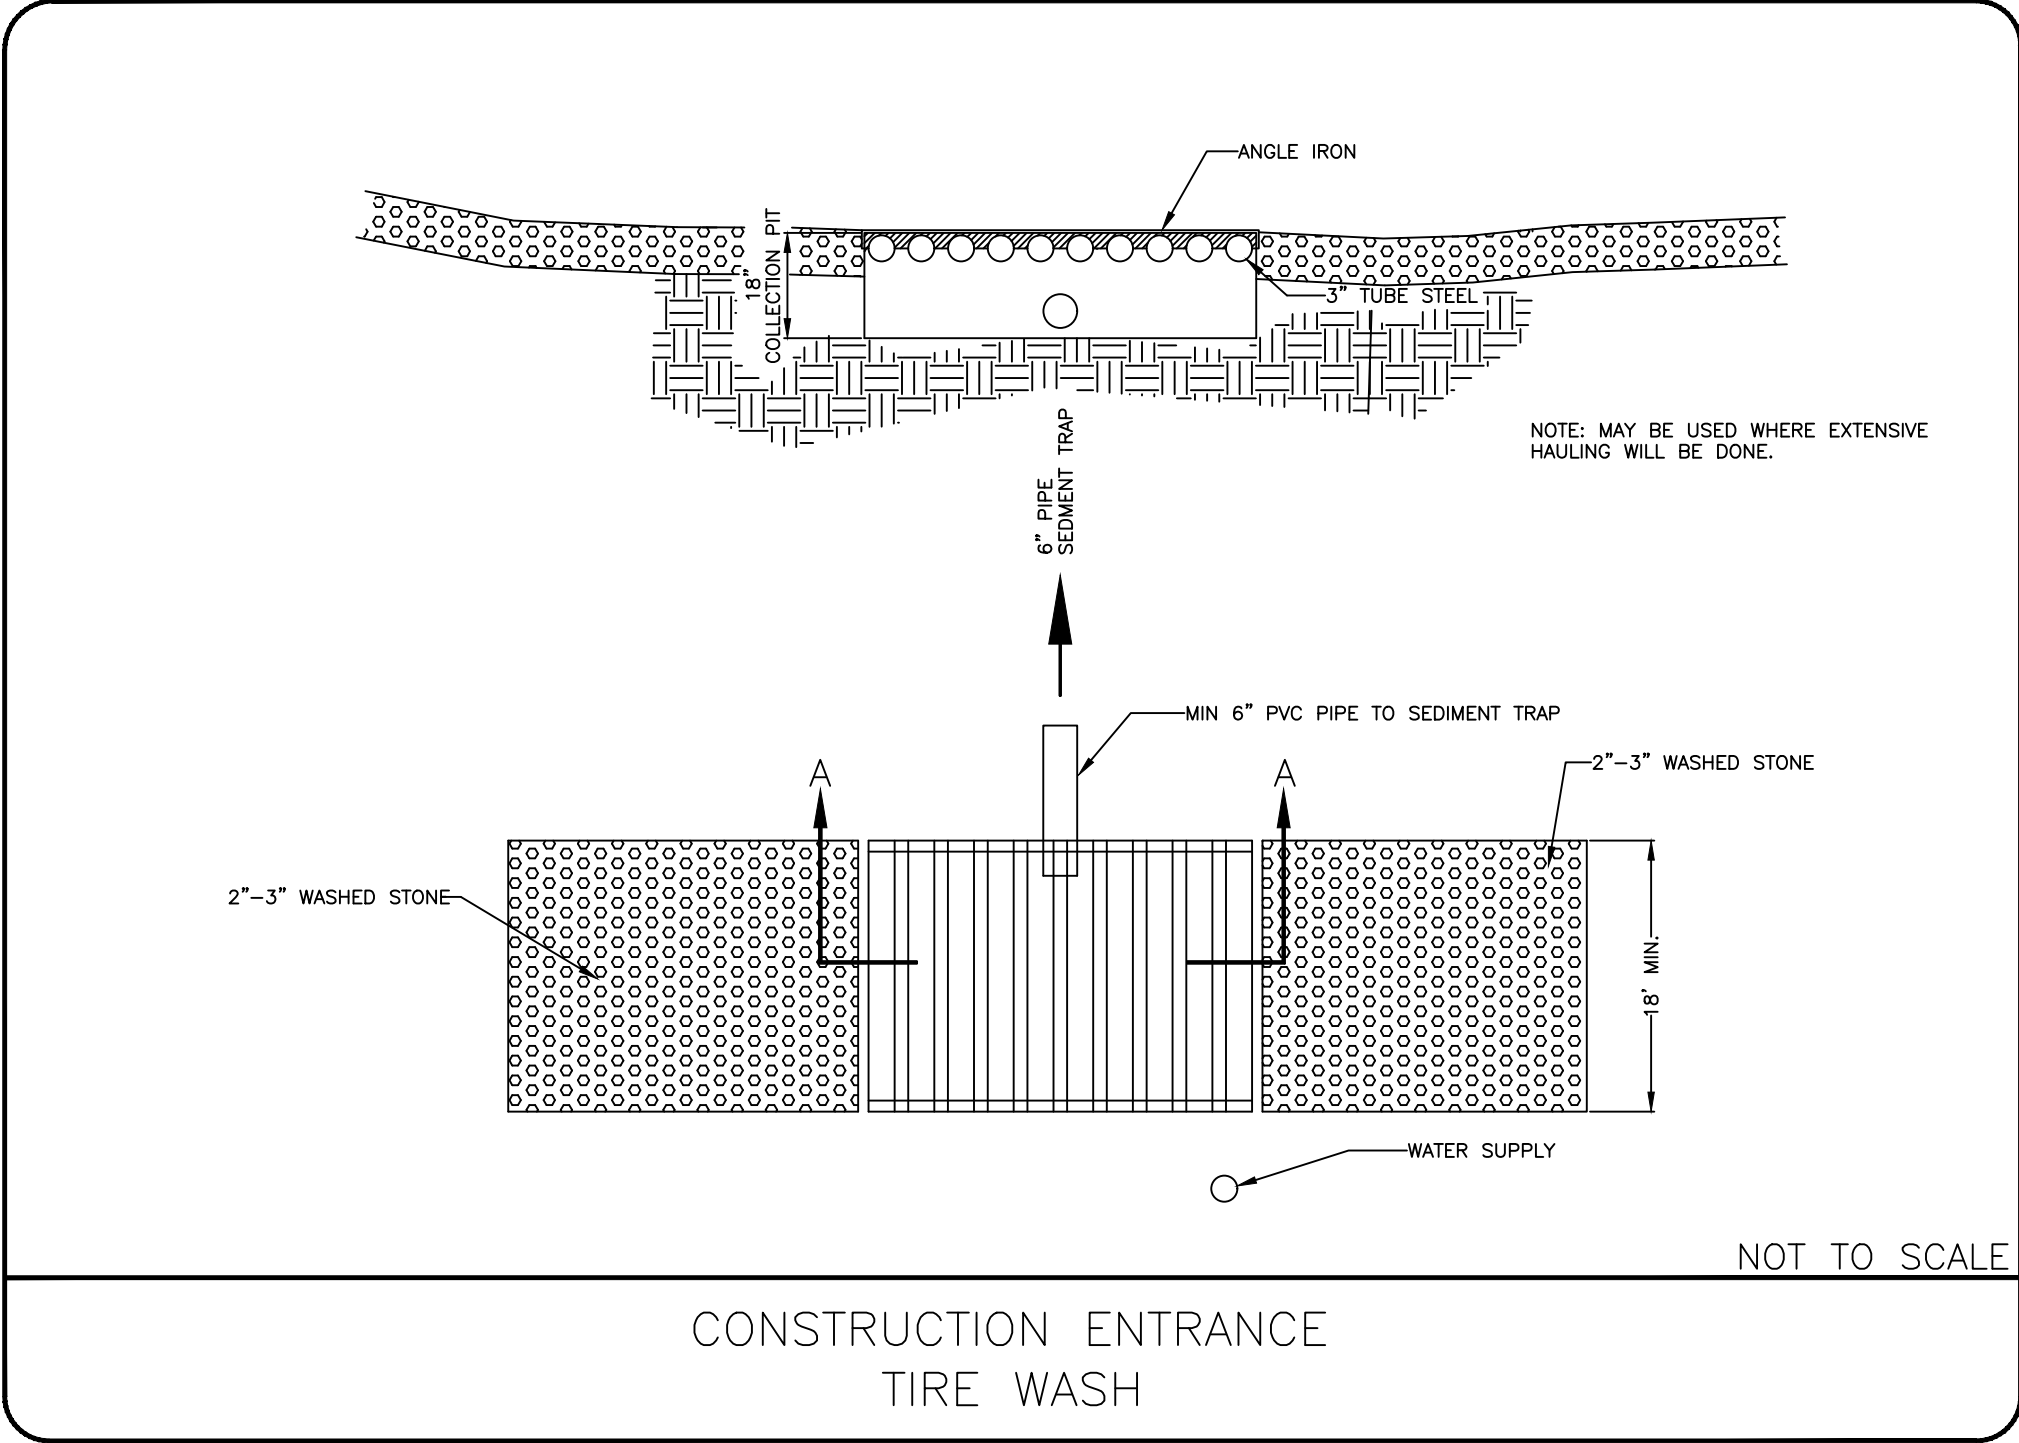 ANGLE IRON
18"
COLLECTION PIT
3" TUBE STEEL
NOTE: MAY BE USED WHERE EXTENSIVE
HAULING WILL BE DONE.
6" PIPE
SEDMENT TRAP
MIN 6" PVC PIPE TO SEDIMENT TRAP
A
A
2"-3" WASHED STONE
2"-3" WASHED STONE
18' MIN.
WATER SUPPLY
NOT TO SCALE
CONSTRUCTION ENTRANCE
TIRE WASH